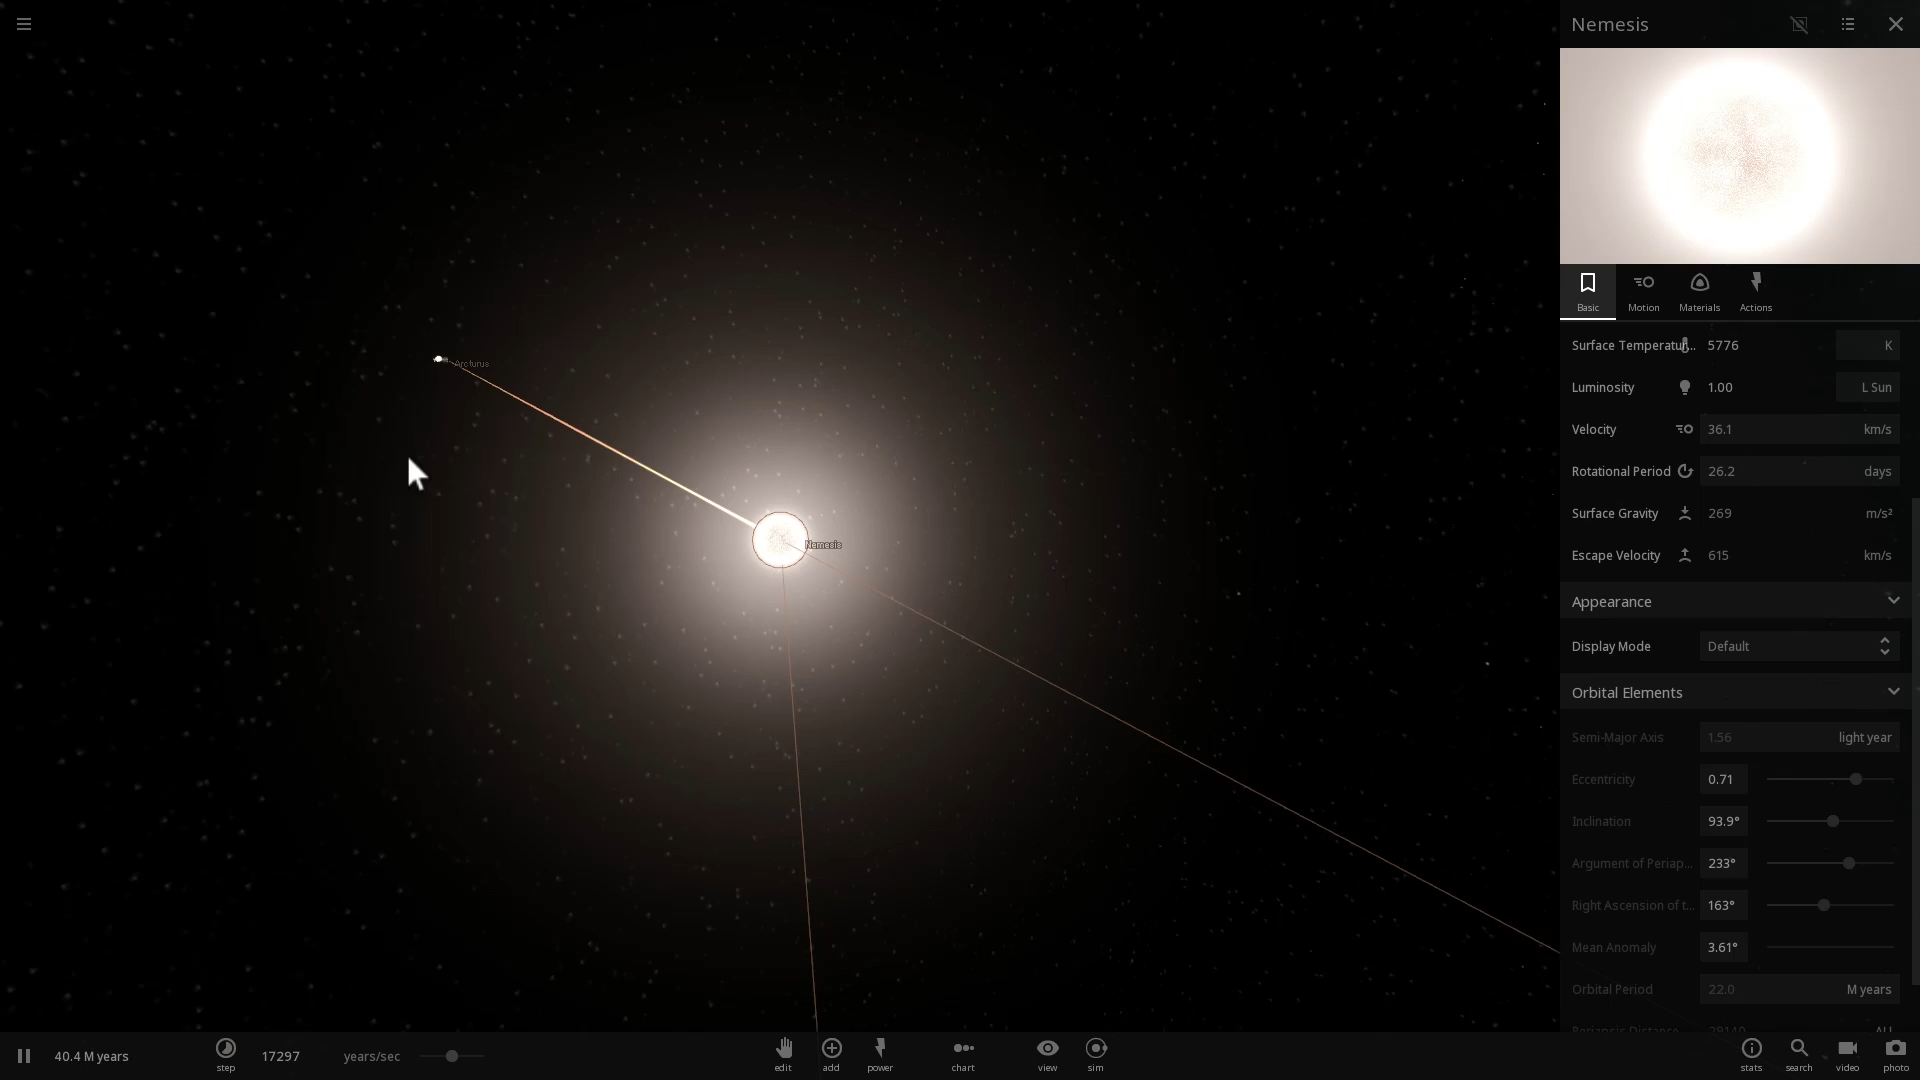 Nemesis
Basic
Motion
Materials
Actions
Surface Temperatur... 5776 K
Luminosity 1.00 L Sun
Velocity 36.1 km/s
Rotational Period 26.2 days
Surface Gravity 269 m/s²
Escape Velocity 615 km/s
Appearance
Display Mode Default
Orbital Elements
Semi-Major Axis 1.56 light year
Eccentricity 0.71
Inclination 93.9°
Argument of Periap... 233°
Right Ascension of t... 163°
Mean Anomaly 3.61°
Orbital Period 22.0 M years
Periapsis Distance AU
Arcturus
Nemesis
40.4 M years
step
17297 years/sec
edit
add
power
chart
view
sim
stats
search
video
photo